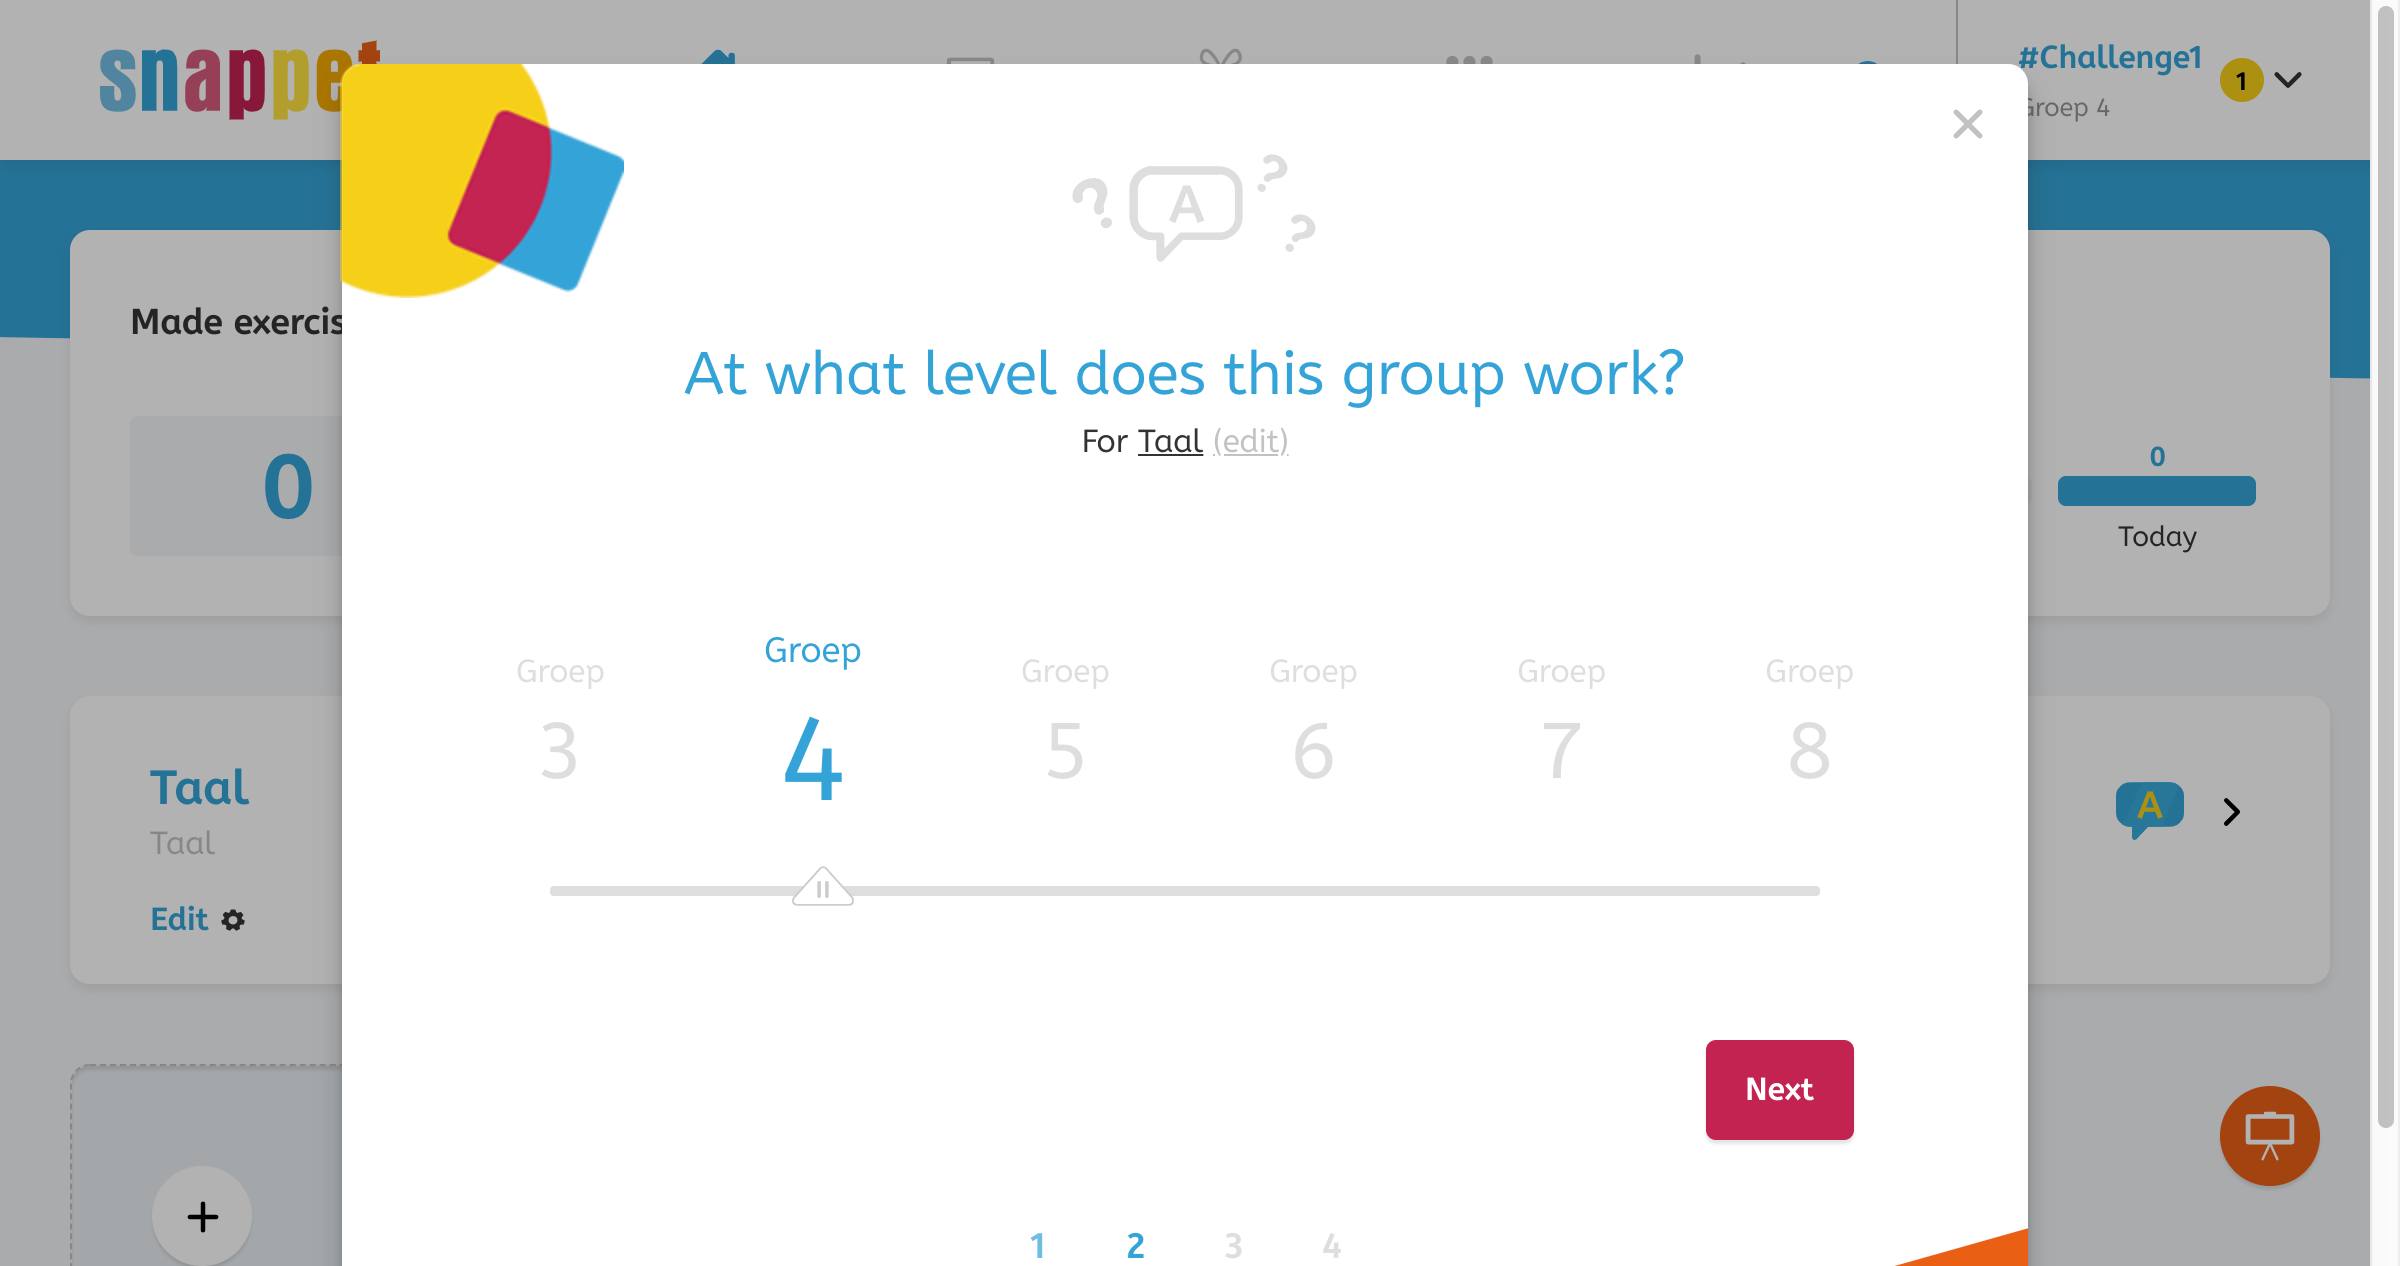 snappet
#Challenge1
Groep 4
1
Made exercis
0
At what level does this group work?
For Taal (edit)
A
0
Today
Groep 3
Groep 4
Groep 5
Groep 6
Groep 7
Groep 8
Taal
Taal
Edit
A
Next
1 2 3 4